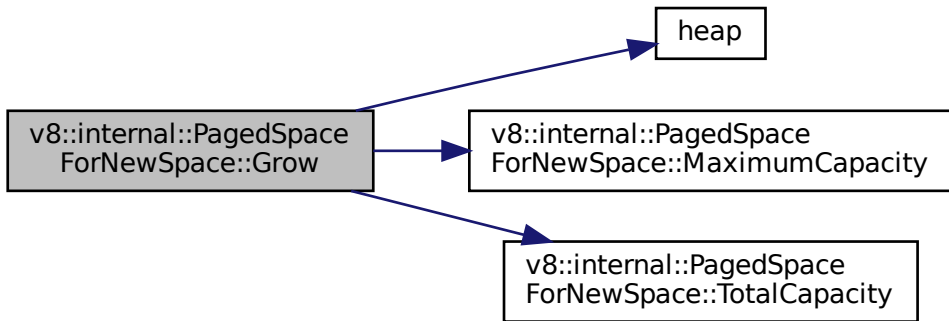 heap
v8::internal::PagedSpace
ForNewSpace::Grow
v8::internal::PagedSpace
ForNewSpace::MaximumCapacity
v8::internal::PagedSpace
ForNewSpace::TotalCapacity